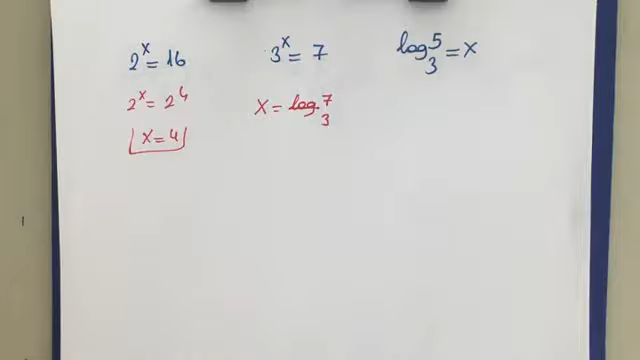 2^x = 16
2^x = 2^4
x = 4
3^x = 7
x = log_3 7
log_3 5 = x